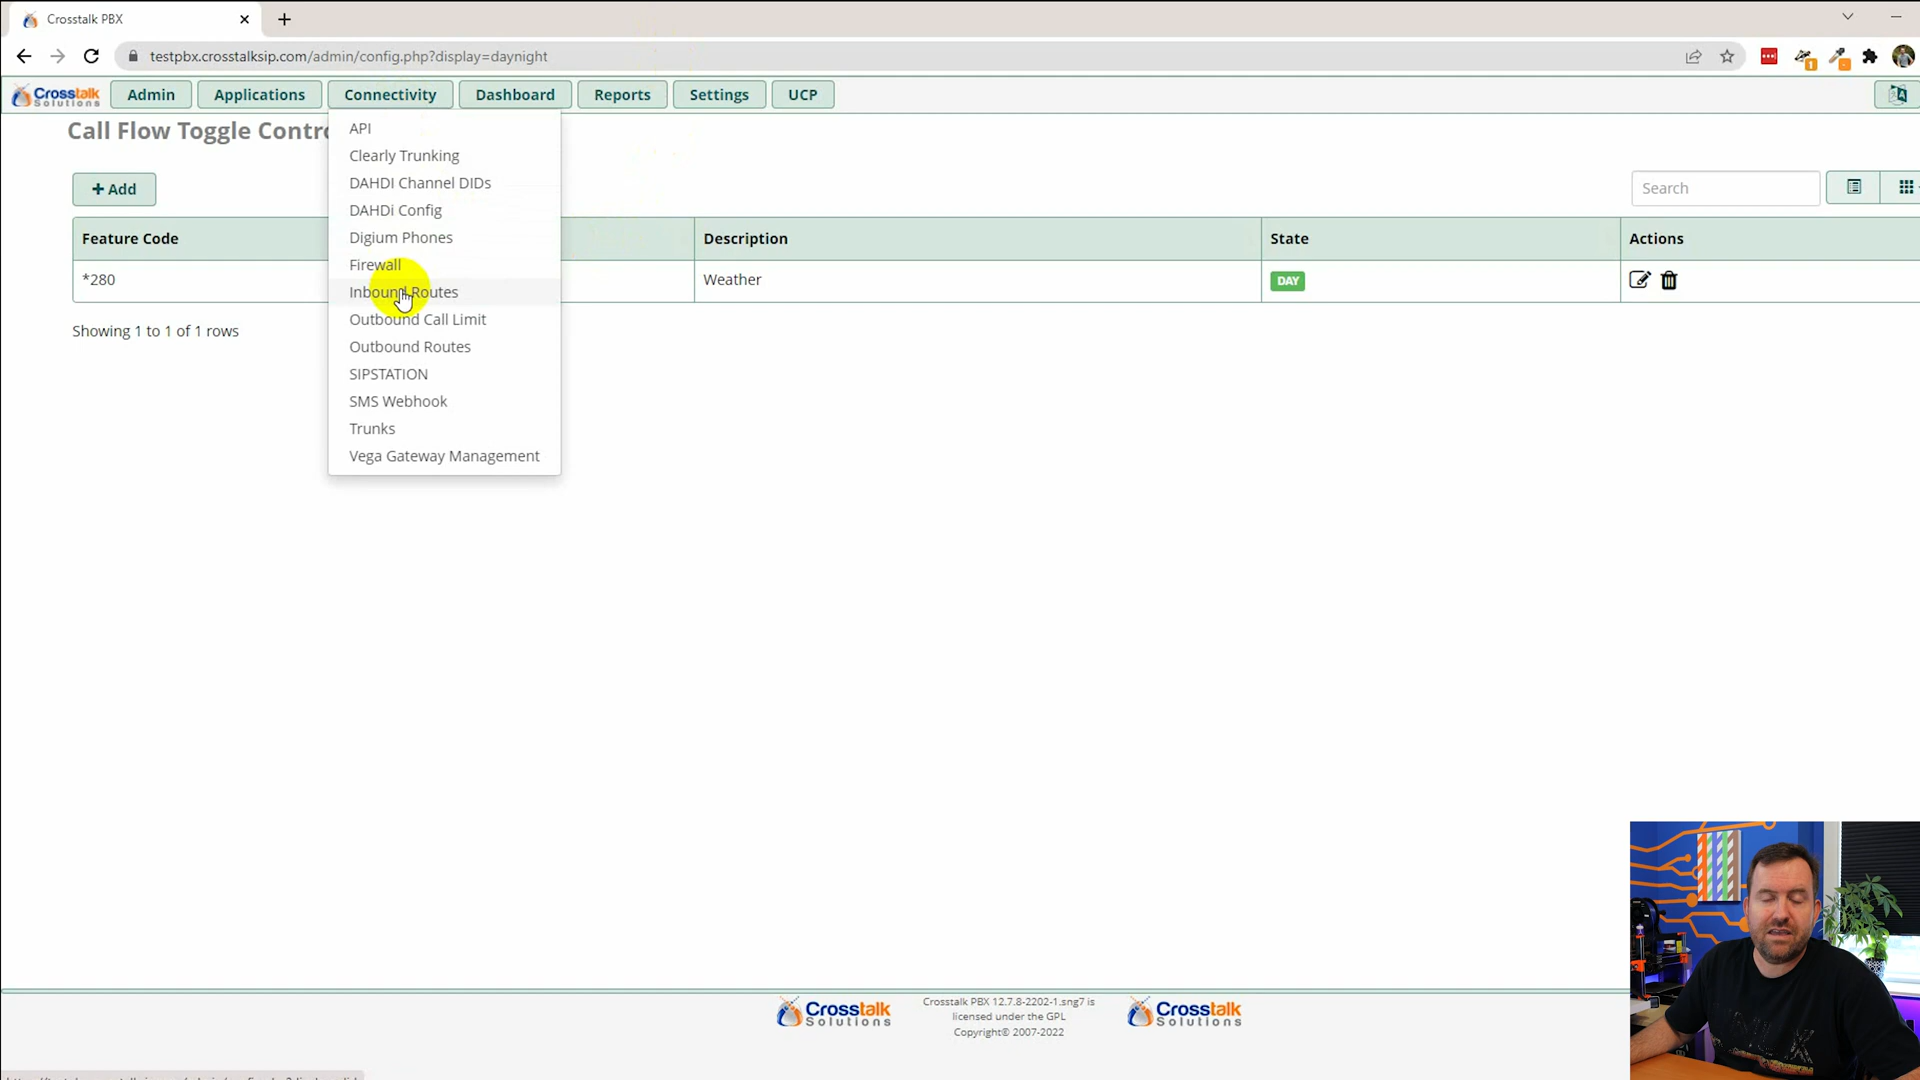 Crosstalk PBX
testpbx.crosstalksip.com/admin/config.php?display=daynight
Crosstalk Solutions
Admin
Applications
Connectivity
Dashboard
Reports
Settings
UCP
Call Flow Toggle Contro
API
Clearly Trunking
DAHDI Channel DIDs
DAHDi Config
Digium Phones
Firewall
Inbound Routes
Outbound Call Limit
Outbound Routes
SIPSTATION
SMS Webhook
Trunks
Vega Gateway Management
+ Add
Search
Feature Code
Description
State
Actions
*280
Weather
DAY
Showing 1 to 1 of 1 rows
Crosstalk Solutions
Crosstalk PBX 12.7.8-2202-1.sng7 is
licensed under the GPL
Copyright© 2007-2022
Crosstalk Solutions